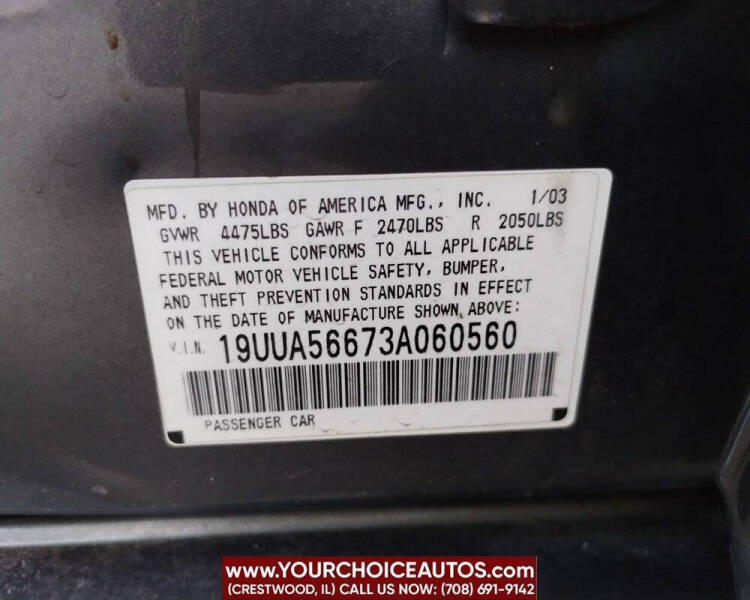 MFD. BY HONDA OF AMERICA MFG., INC. 1/03
GVWR 4475LBS GAWR F 2470LBS R 2050LBS
THIS VEHICLE CONFORMS TO ALL APPLICABLE
FEDERAL MOTOR VEHICLE SAFETY, BUMPER,
AND THEFT PREVENTION STANDARDS IN EFFECT
ON THE DATE OF MANUFACTURE SHOWN ABOVE:
V.I.N. 19UUA56673A060560
PASSENGER CAR
www.YOURCHOICEAUTOS.com
(CRESTWOOD, IL) CALL US NOW: (708) 691-9142